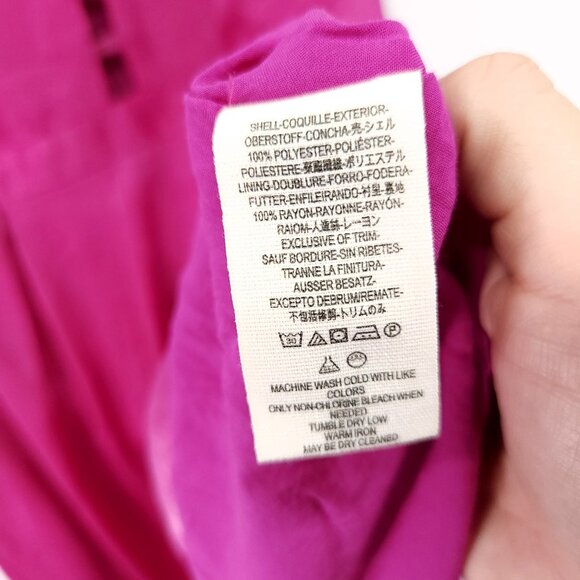 SHELL-COQUILLE-EXTERIOR-
OBERSTOFF-CONCHA-売-シェル
100% POLYESTER-POLIÉSTER-
POLIESTERE-聚酯纖維-ポリエステル
LINING-DOUBLURE-FORRO-FODERA-
FUTTER-ENFILEIRANDO-衬里-裏地
100% RAYON-RAYONNE-RAYÓN-
RAIOM-人造絲-レーヨン
EXCLUSIVE OF TRIM-
SAUF BORDURE-SIN RIBETES-
TRANNE LA FINITURA-
AUSSER BESATZ-
EXCEPTO DEBRUM/REMATE-
不包括修剪-トリムのみ
30 P
MACHINE WASH COLD WITH LIKE
COLORS
ONLY NON-CHLORINE BLEACH WHEN
NEEDED
TUMBLE DRY LOW
WARM IRON
MAY BE DRY CLEANED